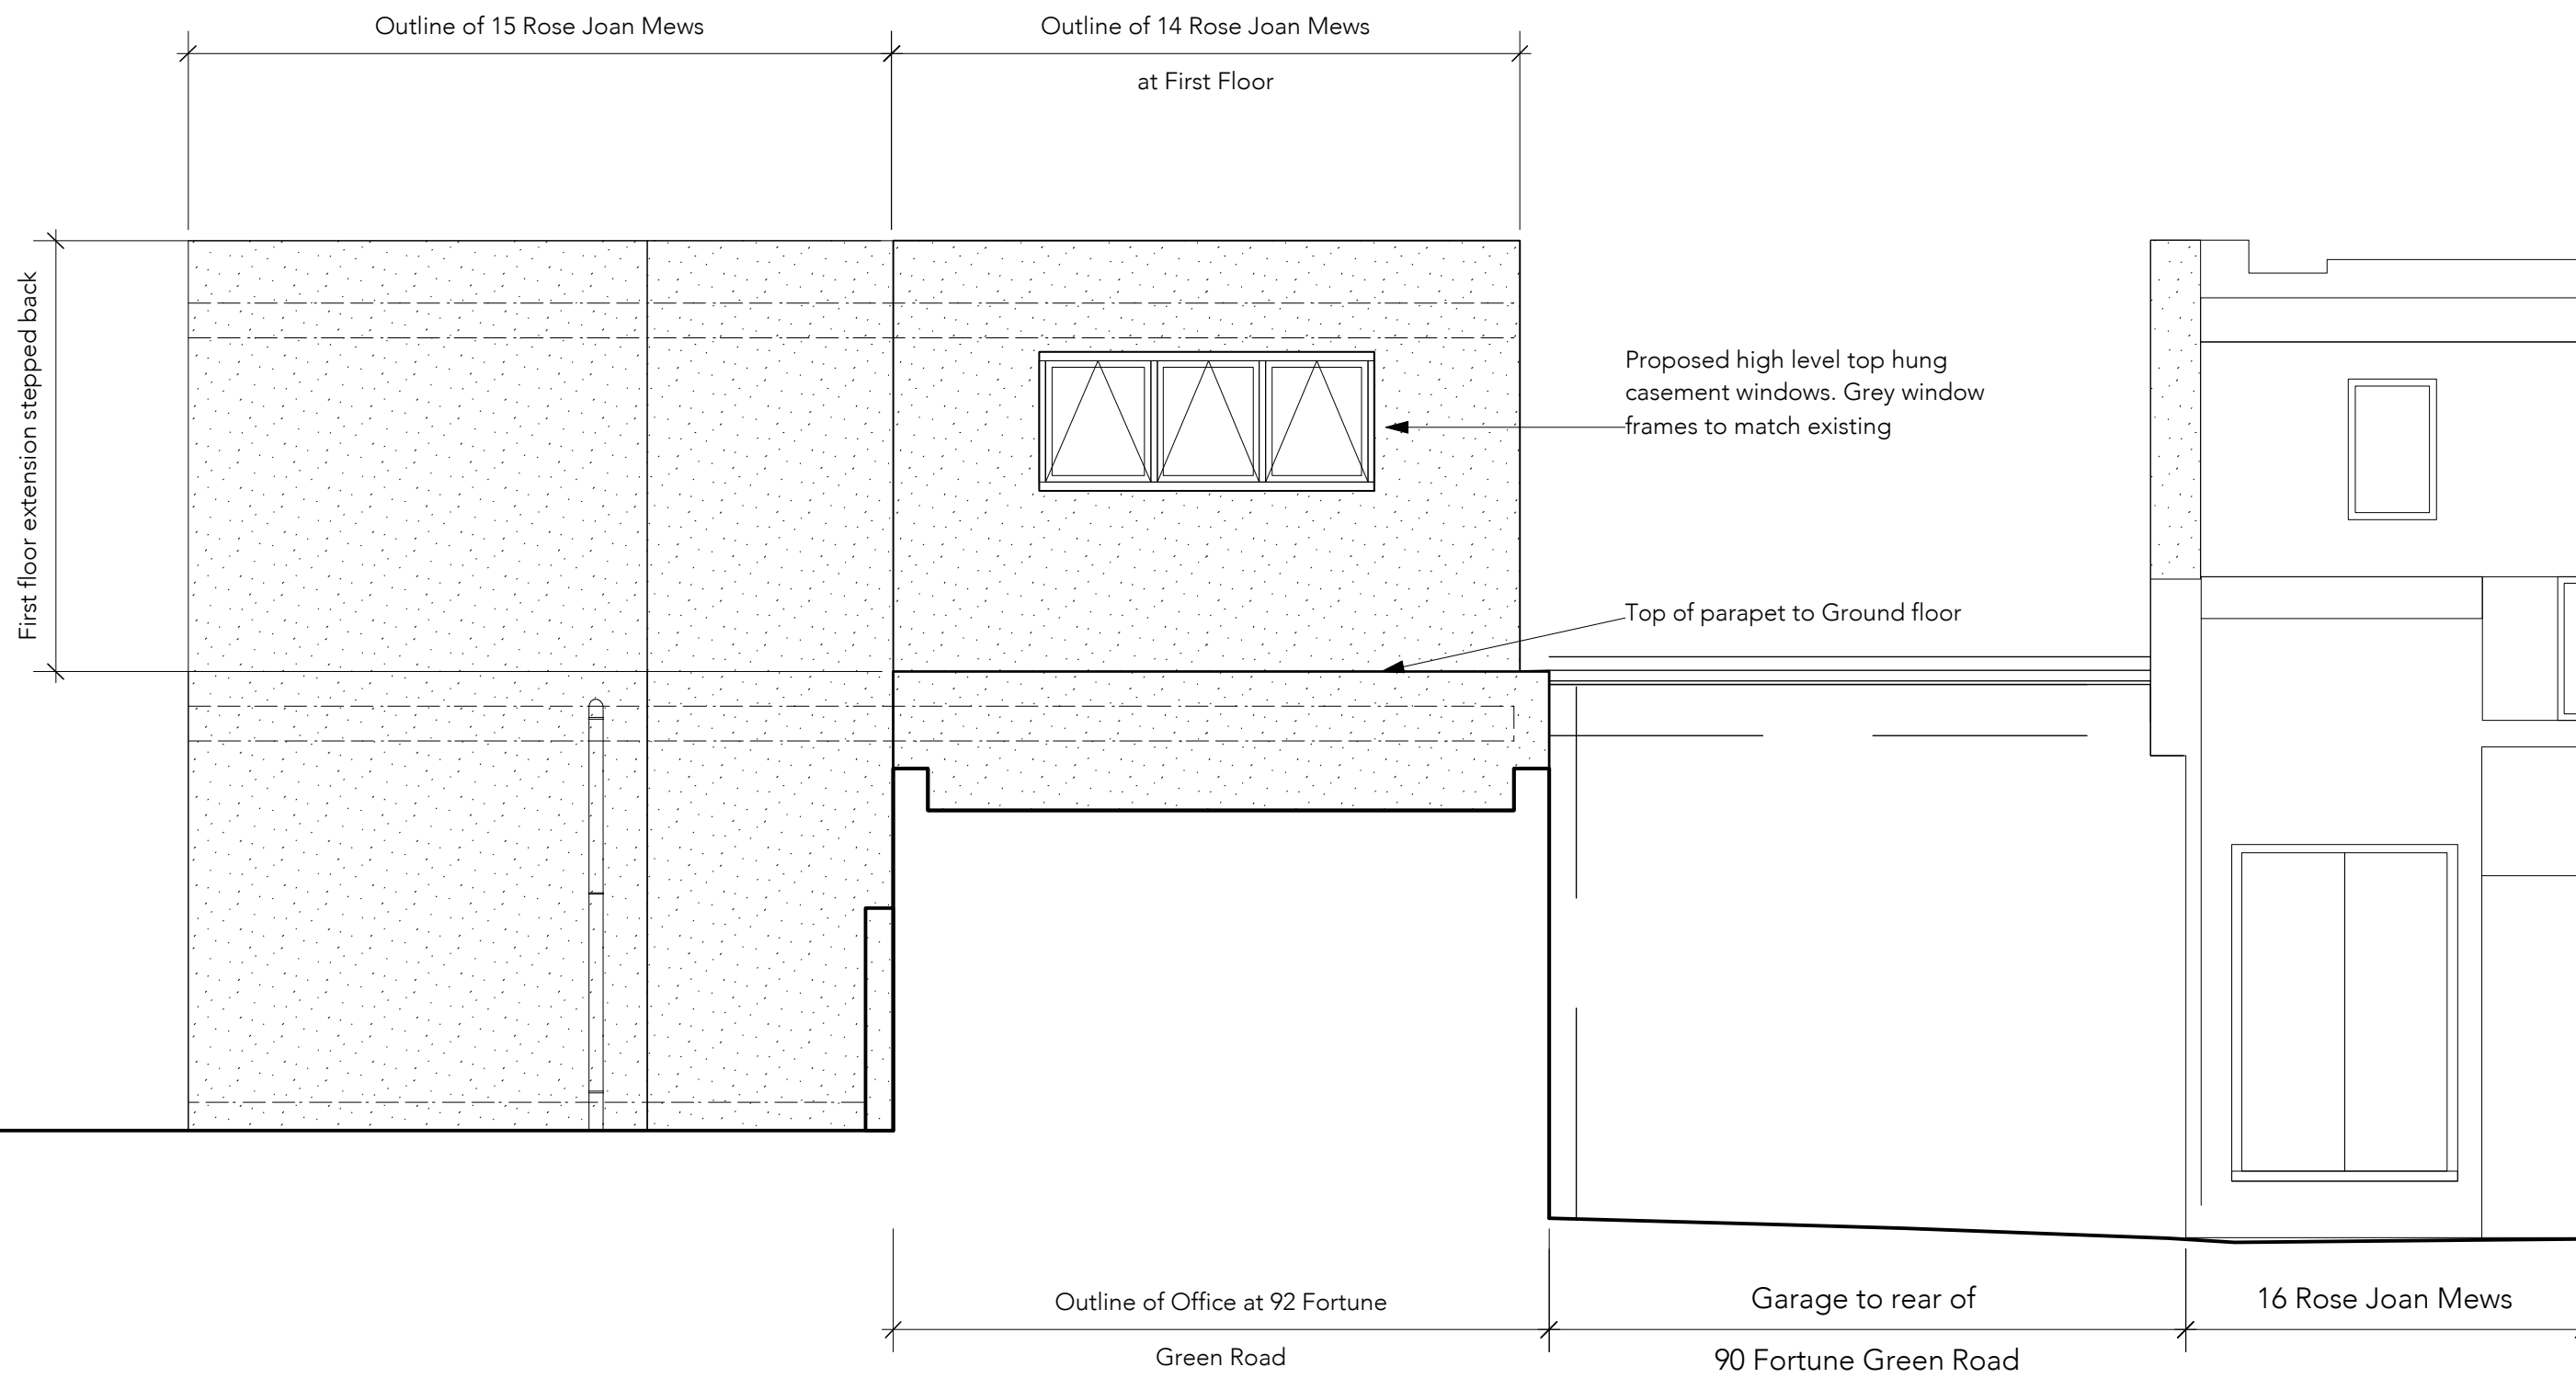 Outline of 15 Rose Joan Mews
Outline of 14 Rose Joan Mews
at First Floor
First floor extension stepped back
Proposed high level top hung
casement windows. Grey window
frames to match existing
Top of parapet to Ground floor
Outline of Office at 92 Fortune
Green Road
Garage to rear of
90 Fortune Green Road
16 Rose Joan Mews